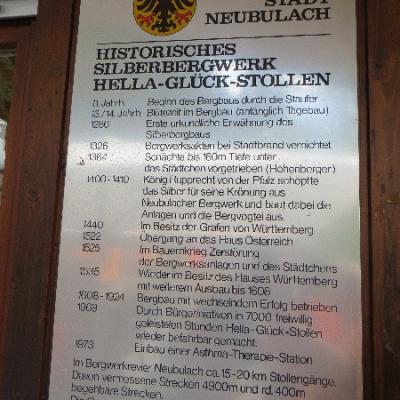 STADT
NEUBULACH
HISTORISCHES
SILBERBERGWERK
HELLA-GLÜCK-STOLLEN
11. Jahrh. Beginn des Bergbaus durch die Staufer
13./14. Jahrh. Blütezeit im Bergbau (anfänglich Tagebau)
1286 Erste urkundliche Erwähnung des
Silberbergbaus
1326 Bergwerksakten bei Stadtbrand vernichtet
1364 Schächte bis 160m Tiefe unter
das Städtchen vorgetrieben (Hohenberger)
1400-1410 König Rupprecht von der Pfalz schöpfte
das Silber für seine Krönung aus
Neubulacher Bergwerk und baut dabei die
Anlagen und die Bergvogtei aus.
1440 Im Besitz der Grafen von Württemberg
1522 Übergang an das Haus Österreich
1525 Im Bauernkrieg Zerstörung
der Bergwerksanlagen und des Städtchens
1535 Wieder im Besitz des Hauses Württemberg
mit weiterem Ausbau bis 1608
1608-1924 Bergbau mit wechselndem Erfolg betrieben
1969 Durch Bürgerinitiativen in 7000 freiwillig
geleisteten Stunden Hella-Glück-Stollen
wieder befahrbar gemacht.
1973 Einbau einer Asthma-Therapie-Station
Im Bergwerkrevier Neubulach ca. 15-20 km Stollengänge.
Davon vermessene Strecken 4900m und rd. 400m
begehbare Strecken.